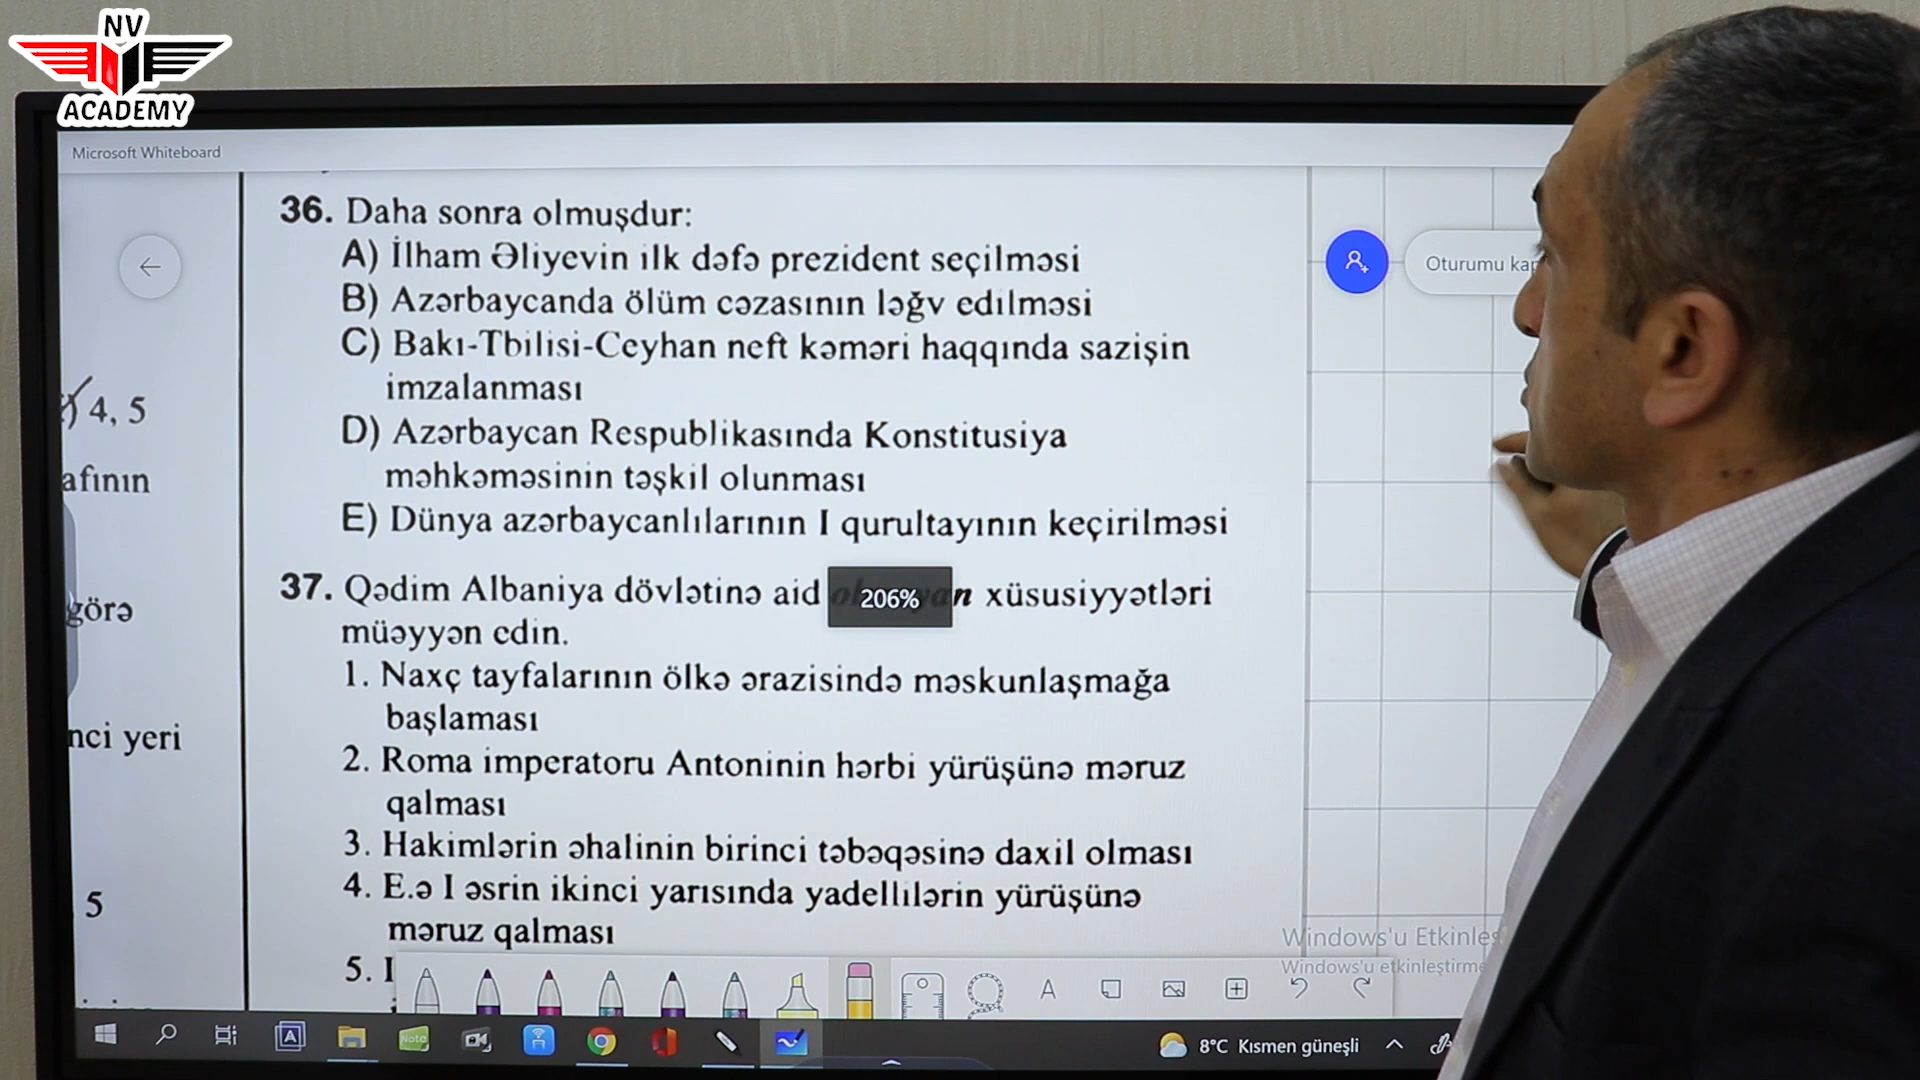 NV
ACADEMY
Microsoft Whiteboard
36. Daha sonra olmuşdur:
A) İlham Əliyevin ilk dəfə prezident seçilməsi
B) Azərbaycanda ölüm cəzasının ləğv edilməsi
C) Bakı-Tbilisi-Ceyhan neft kəməri haqqında sazişin
imzalanması
D) Azərbaycan Respublikasında Konstitusiya
məhkəməsinin təşkil olunması
E) Dünya azərbaycanlılarının I qurultayının keçirilməsi
37. Qədim Albaniya dövlətinə aid xüsusiyyətləri
206%
müəyyən edin.
1. Naxç tayfalarının ölkə ərazisində məskunlaşmağa
başlaması
2. Roma imperatoru Antoninin hərbi yürüşünə məruz
qalması
3. Hakimlərin əhalinin birinci təbəqəsinə daxil olması
4. E.ə I əsrin ikinci yarısında yadellilərin yürüşünə
məruz qalması
5. I
) 4, 5
afının
görə
nci yeri
5
Oturumu kap
Windows'u Etkinleş
Windows'u etkinleştirme
8°C Kısmen güneşli